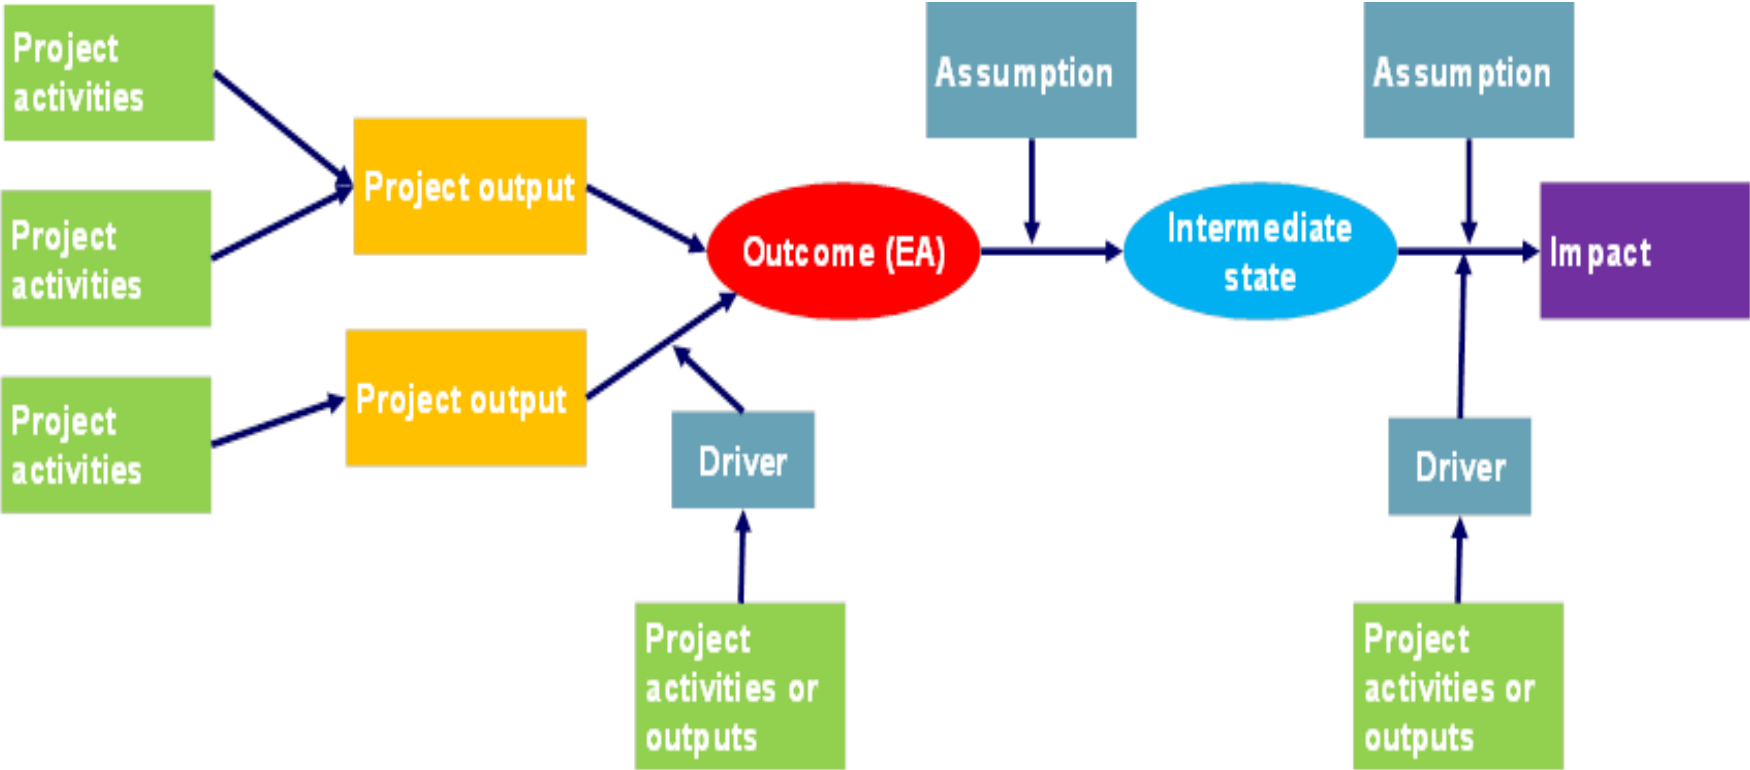 Project
activities
Project
activities
Project
activities
Project output
Project output
Outcome (EA)
Driver
Project
activities or
outputs
Assumption
Intermediate
state
Assumption
Impact
Driver
Project
activities or
outputs